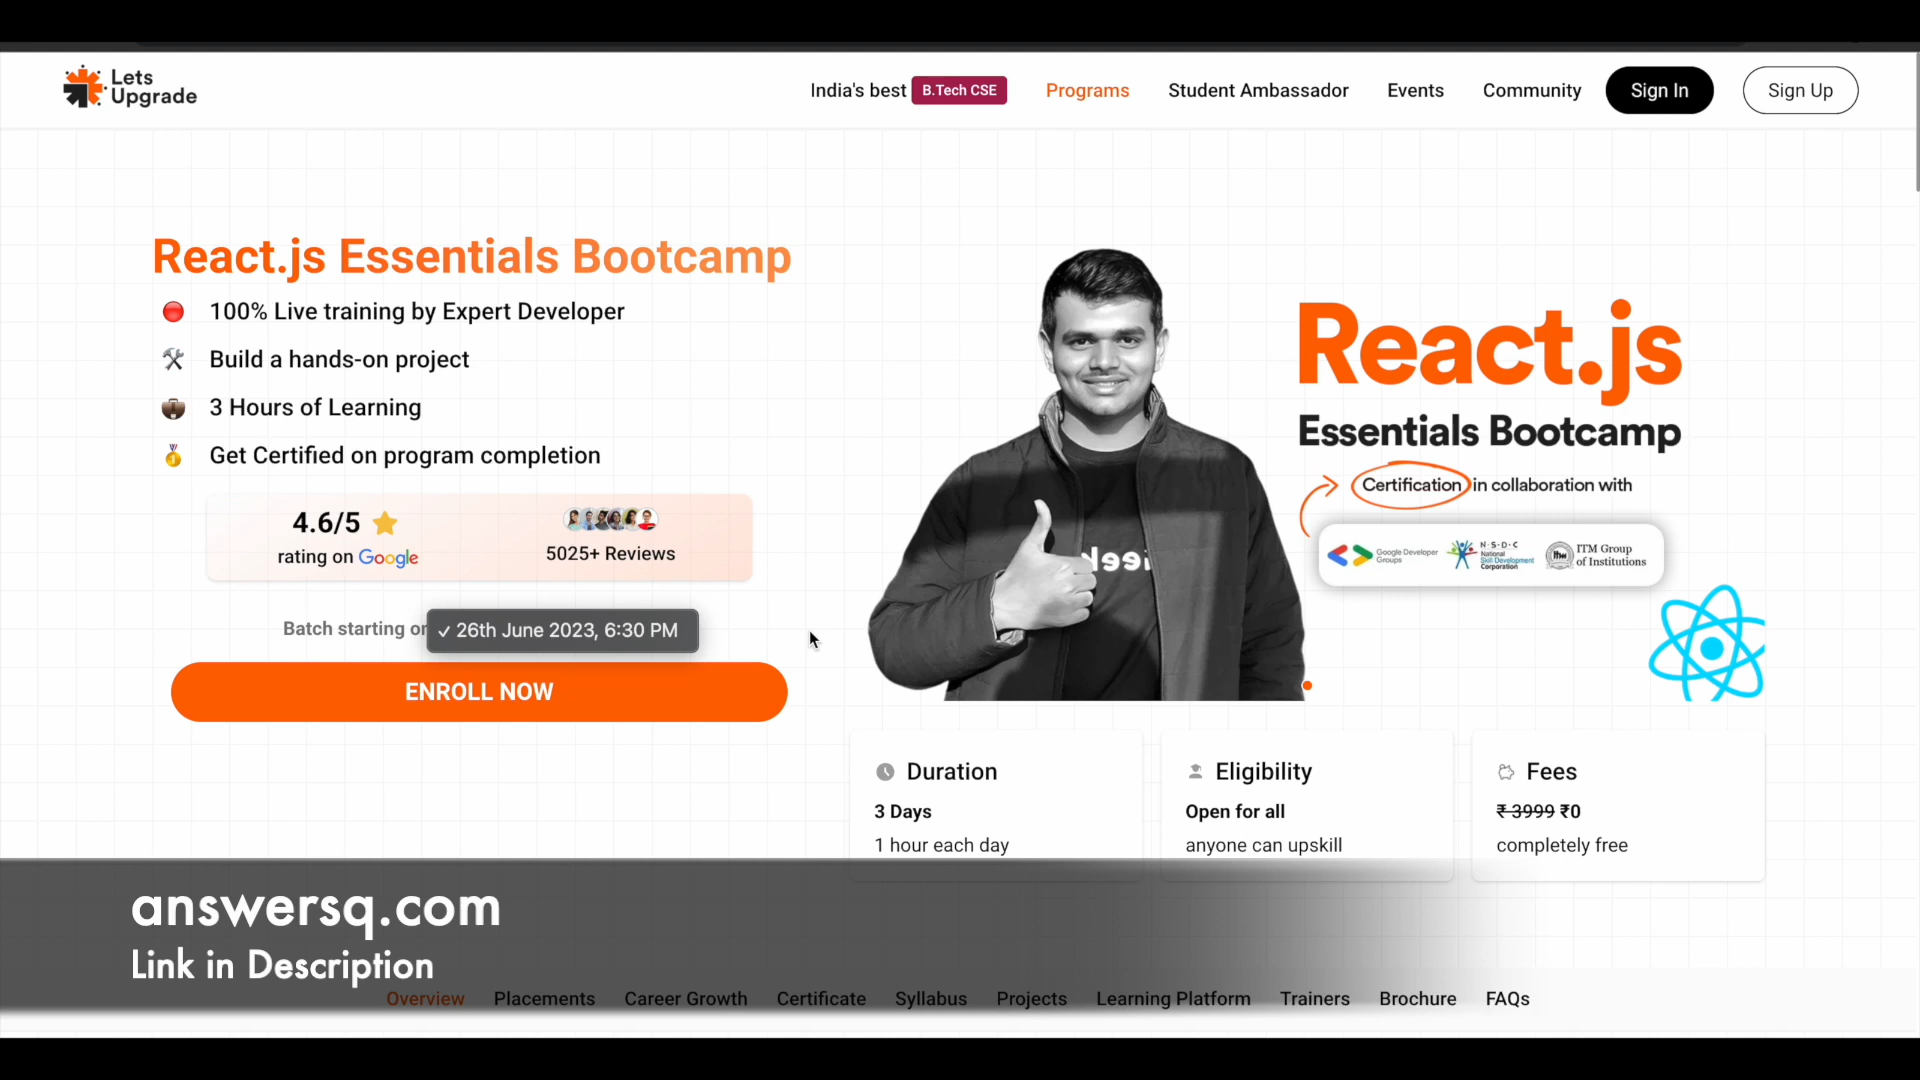 Lets
Upgrade
India's best B.Tech CSE Programs Student Ambassador Events Community Sign In Sign Up
React.js Essentials Bootcamp
100% Live training by Expert Developer
Build a hands-on project
3 Hours of Learning
Get Certified on program completion
4.6/5
rating on Google
5025+ Reviews
Batch starting on
✓ 26th June 2023, 6:30 PM
ENROLL NOW
React.js
Essentials Bootcamp
Certification in collaboration with
Google Developer
Groups
N·S·D·C
National
Skill Development
Corporation
ITM Group
of Institutions
Duration
3 Days
1 hour each day
Eligibility
Open for all
anyone can upskill
Fees
₹ 3999 ₹0
completely free
answersq.com
Link in Description
Overview Placements Career Growth Certificate Syllabus Projects Learning Platform Trainers Brochure FAQs